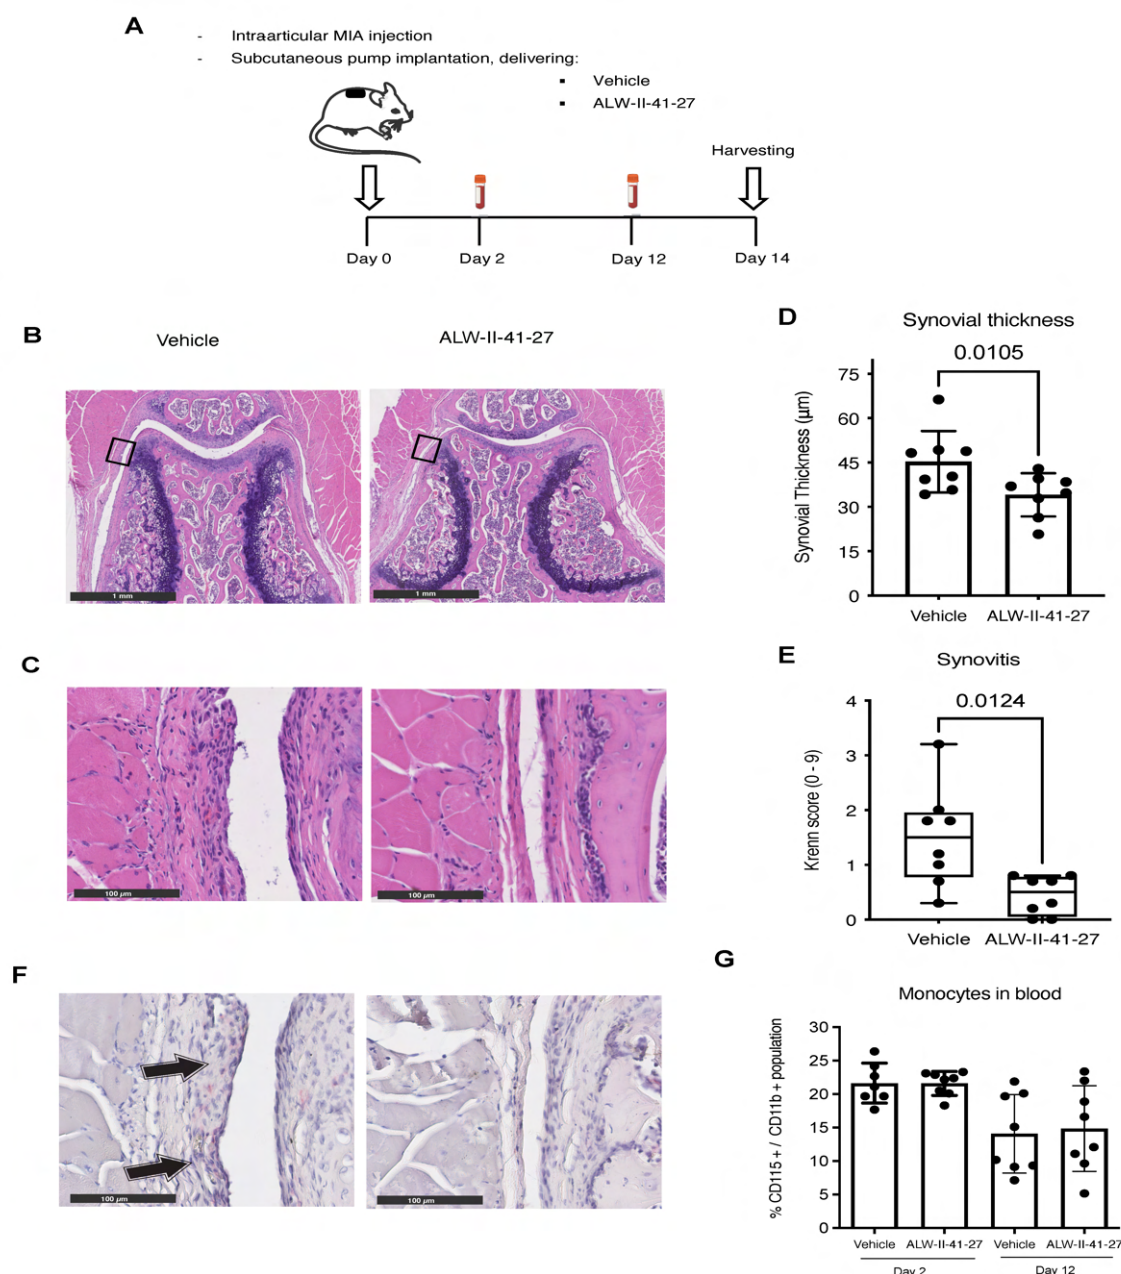 A
- Intraarticular MIA injection
- Subcutaneous pump implantation, delivering:
▪ Vehicle
▪ ALW-II-41-27
Harvesting
Day 0 Day 2 Day 12 Day 14
B
Vehicle ALW-II-41-27
1 mm 1 mm
D
Synovial thickness
0.0105
Synovial Thickness (µm)
75
60
45
30
15
0
Vehicle ALW-II-41-27
C
100 µm 100 µm
E
Synovitis
0.0124
Krenn score (0 - 9)
4
3
2
1
0
Vehicle ALW-II-41-27
F
100 µm 100 µm
G
Monocytes in blood
% CD115 + / CD11b + population
30
25
20
15
10
5
0
Vehicle ALW-II-41-27 Vehicle ALW-II-41-27
Day 2 Day 12